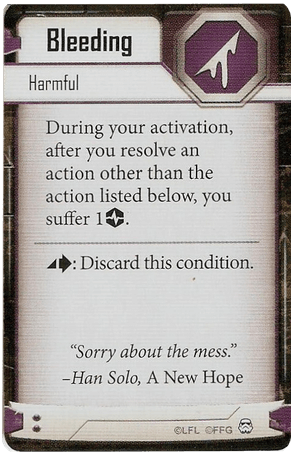 Bleeding
Harmful
During your activation,
after you resolve an
action other than the
action listed below, you
suffer 1.
: Discard this condition.
“Sorry about the mess.”
–Han Solo, A New Hope
©LFL ©FFG